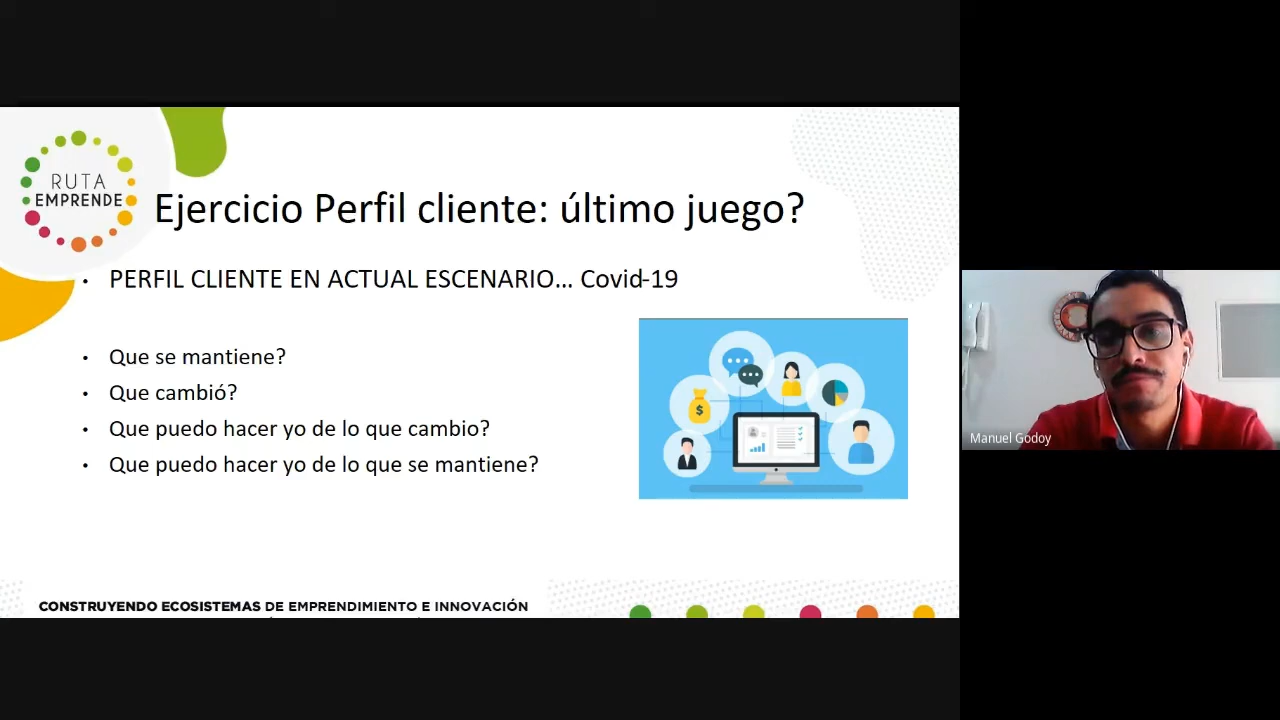 RUTA
EMPRENDE
Ejercicio Perfil cliente: último juego?
• PERFIL CLIENTE EN ACTUAL ESCENARIO... Covid-19
• Que se mantiene?
• Que cambió?
• Que puedo hacer yo de lo que cambio?
• Que puedo hacer yo de lo que se mantiene?
$
CONSTRUYENDO ECOSISTEMAS DE EMPRENDIMIENTO E INNOVACIÓN
Manuel Godoy